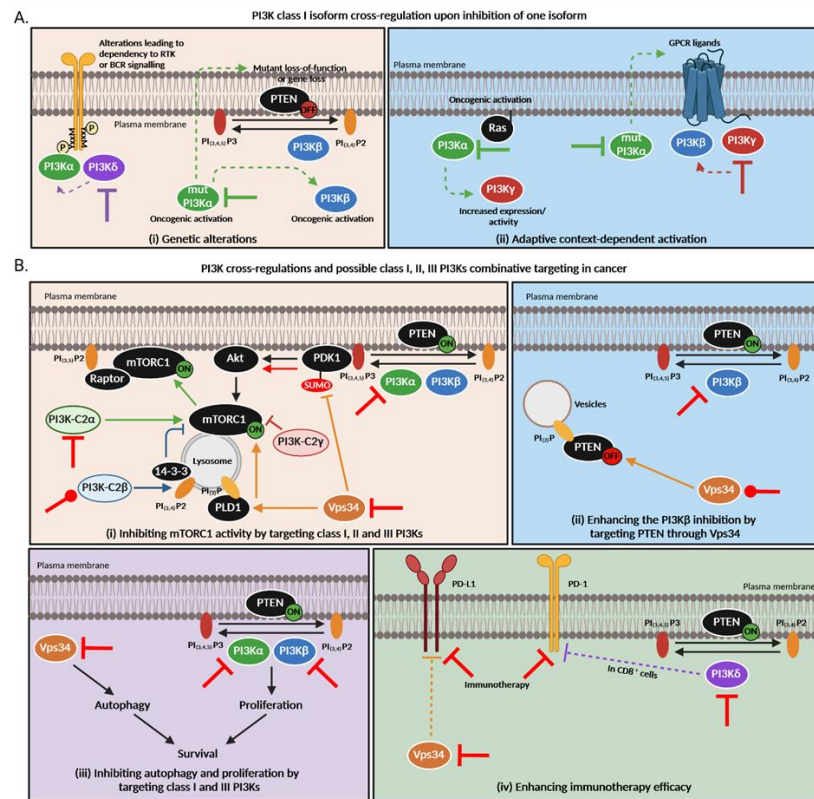 A.
PI3K class I isoform cross-regulation upon inhibition of one isoform
Alterations leading to
dependency to RTK
or BCR signalling
Mutant loss-of-function
or gene loss
PTEN
OFF
Plasma membrane
PI(3,4,5)P3
PI(3,4)P2
PI3Kβ
P
P
YXXM
YXXM
PI3Kα
PI3Kδ
mut
PI3Kα
Oncogenic activation
PI3Kβ
Oncogenic activation
(i) Genetic alterations
GPCR ligands
Plasma membrane
Oncogenic activation
Ras
PI3Kα
mut
PI3Kα
PI3Kβ
PI3Kγ
PI3Kγ
Increased expression/
activity
(ii) Adaptive context-dependent activation
B.
PI3K cross-regulations and possible class I, II, III PI3Ks combinative targeting in cancer
Plasma membrane
PTEN
ON
PI(3,5)P2
mTORC1
ON
Raptor
Akt
PDK1
SUMO
PI(3,4,5)P3
PI(3,4)P2
PI3Kα
PI3Kβ
PI3K-C2α
mTORC1
ON
PI3K-C2γ
14-3-3
Lysosome
PI3K-C2β
PI(3,4)P2
PI(3)P
PLD1
Vps34
(i) Inhibiting mTORC1 activity by targeting class I, II and III PI3Ks
Plasma membrane
PTEN
ON
PI(3,4,5)P3
PI(3,4)P2
PI3Kβ
Vesicles
PI(3)P
PTEN
OFF
Vps34
(ii) Enhancing the PI3Kβ inhibition by
targeting PTEN through Vps34
Plasma membrane
PTEN
ON
PI(3,4,5)P3
PI(3,4)P2
Vps34
PI3Kα
PI3Kβ
Autophagy
Proliferation
Survival
(iii) Inhibiting autophagy and proliferation by
targeting class I and III PI3Ks
PD-L1
PD-1
Plasma membrane
PTEN
ON
PI(3,4,5)P3
PI(3,4)P2
Immunotherapy
In CD8+ cells
PI3Kδ
Vps34
(iv) Enhancing immunotherapy efficacy